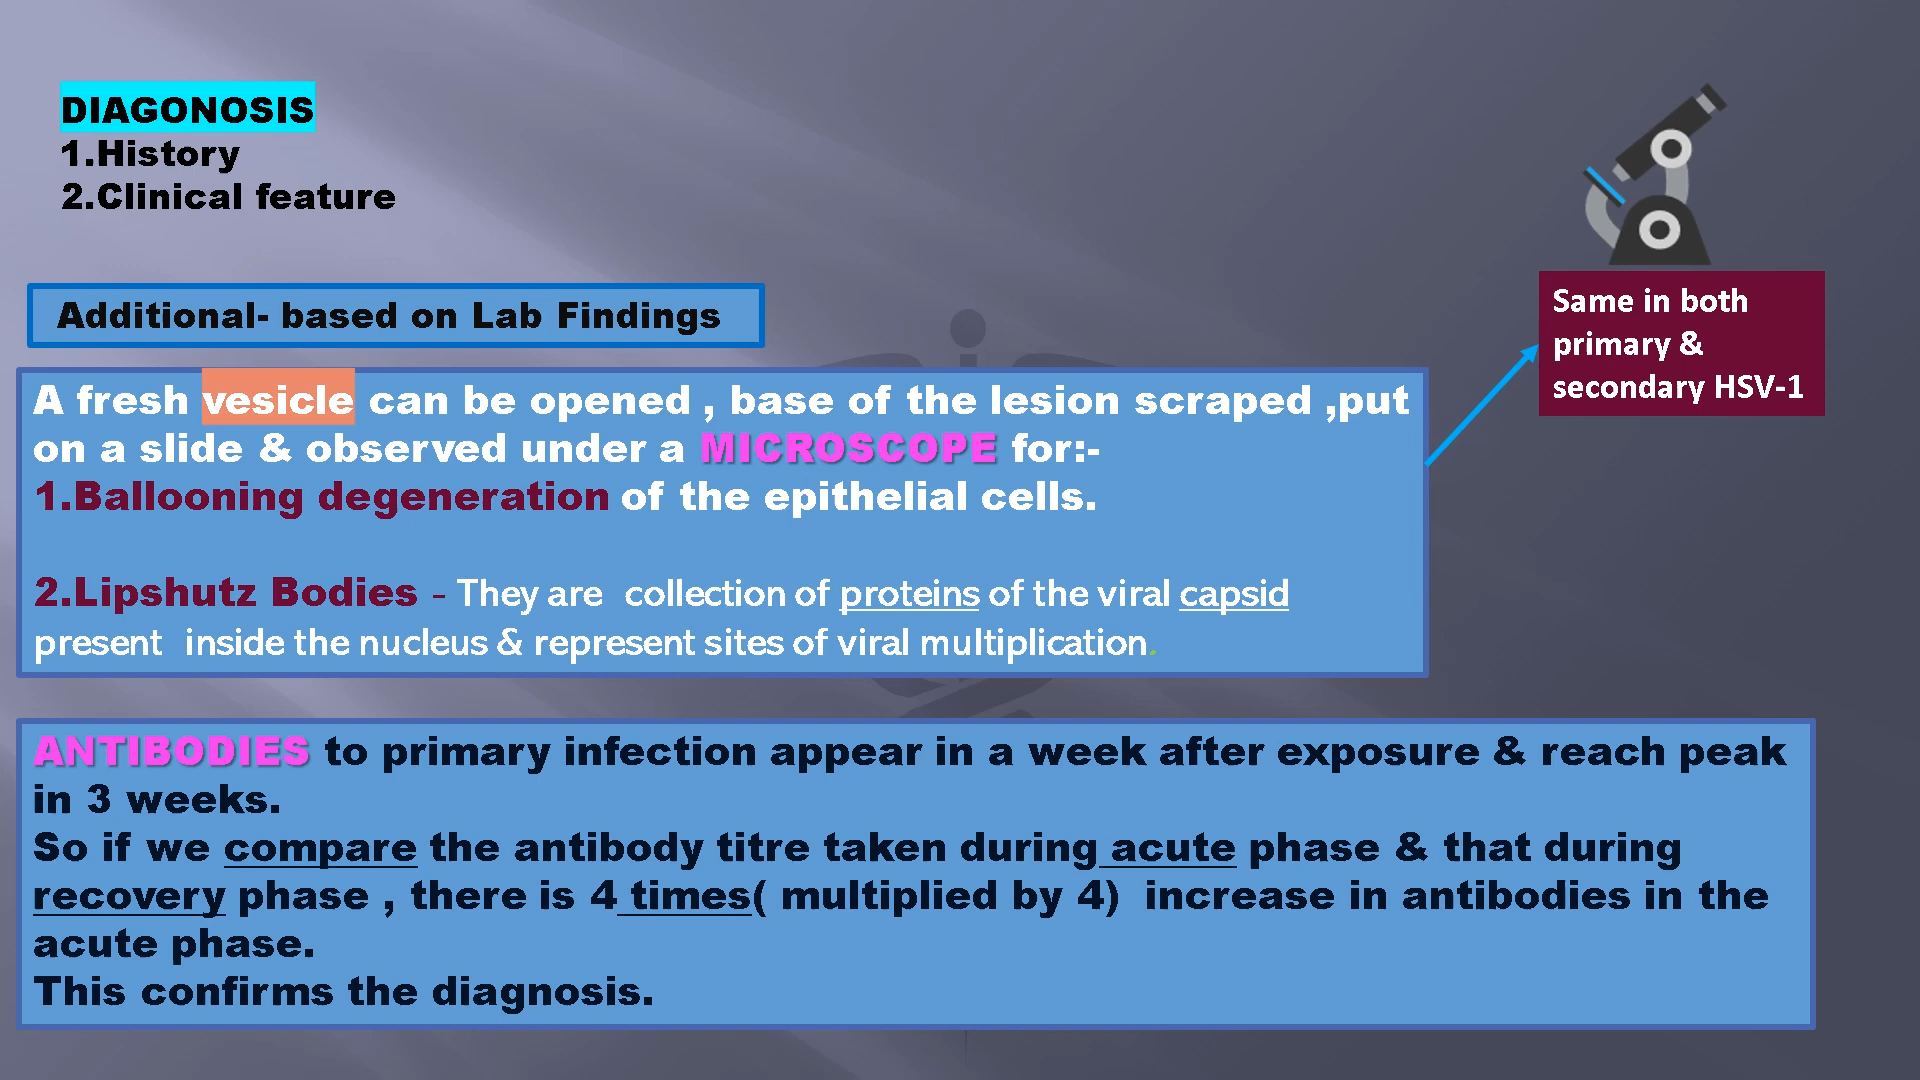 DIAGONOSIS
1.History
2.Clinical feature
Additional- based on Lab Findings
Same in both
primary &
secondary HSV-1
A fresh vesicle can be opened , base of the lesion scraped ,put
on a slide & observed under a MICROSCOPE for:-
1.Ballooning degeneration of the epithelial cells.
2.Lipshutz Bodies - They are collection of proteins of the viral capsid
present inside the nucleus & represent sites of viral multiplication.
ANTIBODIES to primary infection appear in a week after exposure & reach peak
in 3 weeks.
So if we compare the antibody titre taken during acute phase & that during
recovery phase , there is 4 times( multiplied by 4) increase in antibodies in the
acute phase.
This confirms the diagnosis.